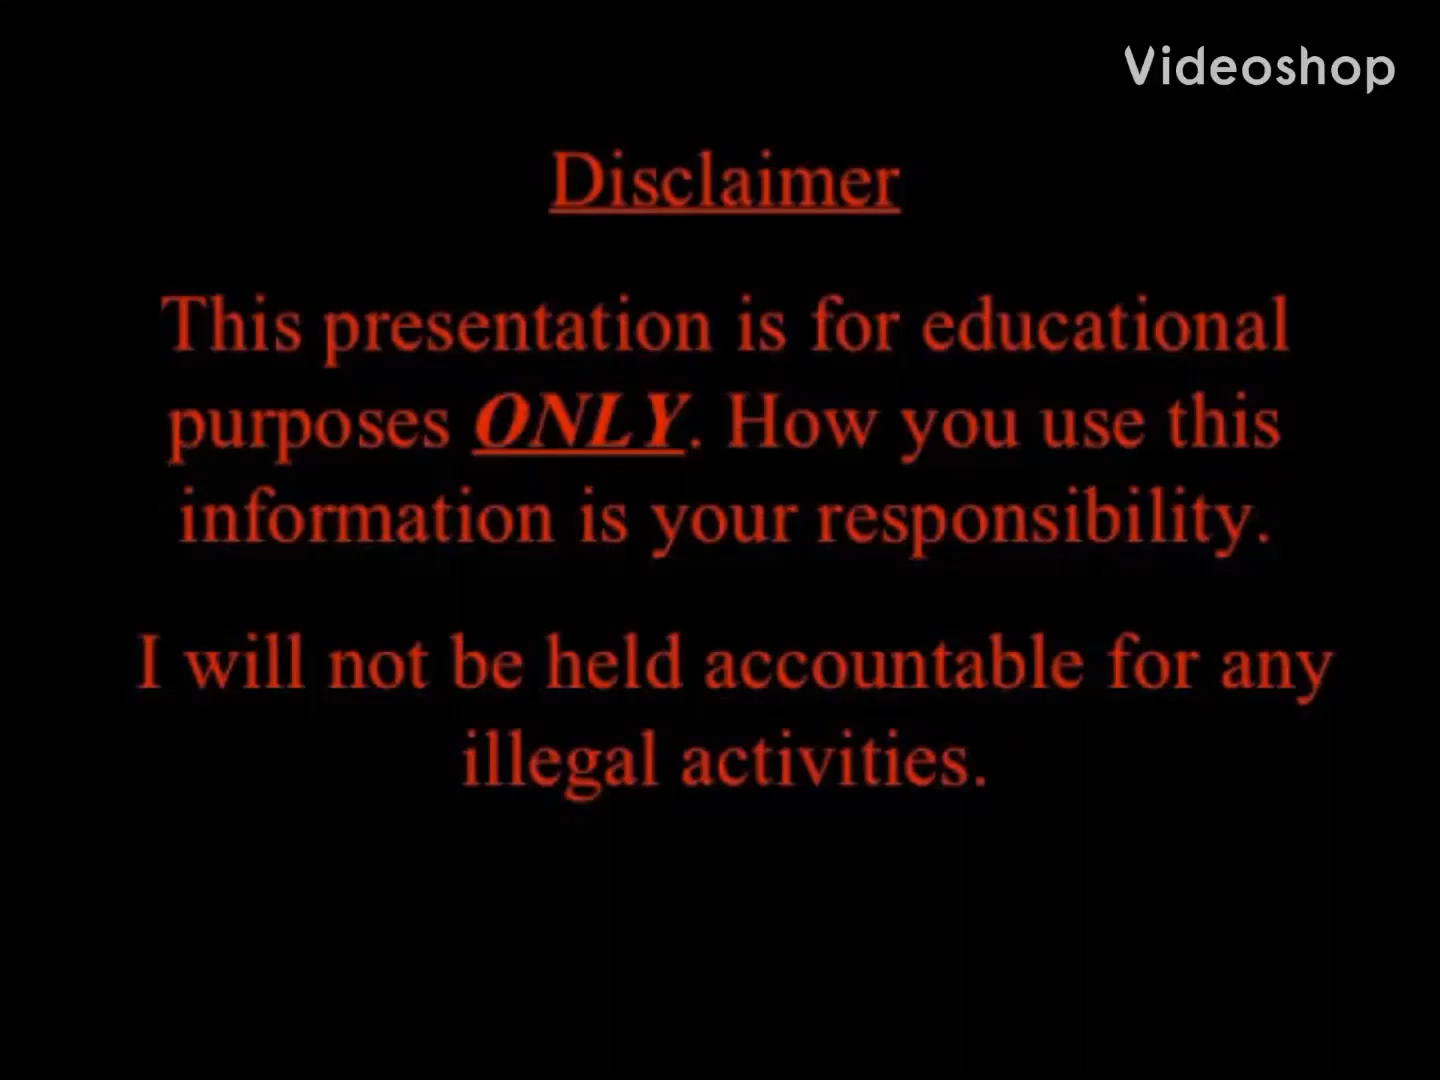 Videoshop
Disclaimer
This presentation is for educational
purposes ONLY. How you use this
information is your responsibility.
I will not be held accountable for any
illegal activities.